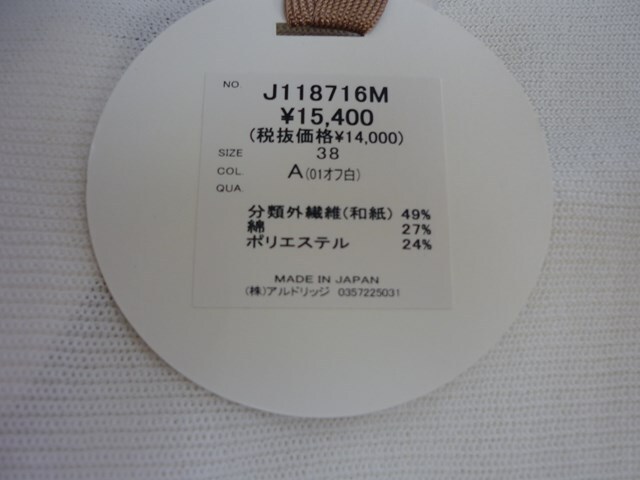 NO. J118716M
¥15,400
(税抜価格¥14,000)
SIZE 38
COL. A(01オフ白)
QUA.
分類外繊維(和紙) 49%
綿 27%
ポリエステル 24%
MADE IN JAPAN
(株)アルドリッジ 0357225031